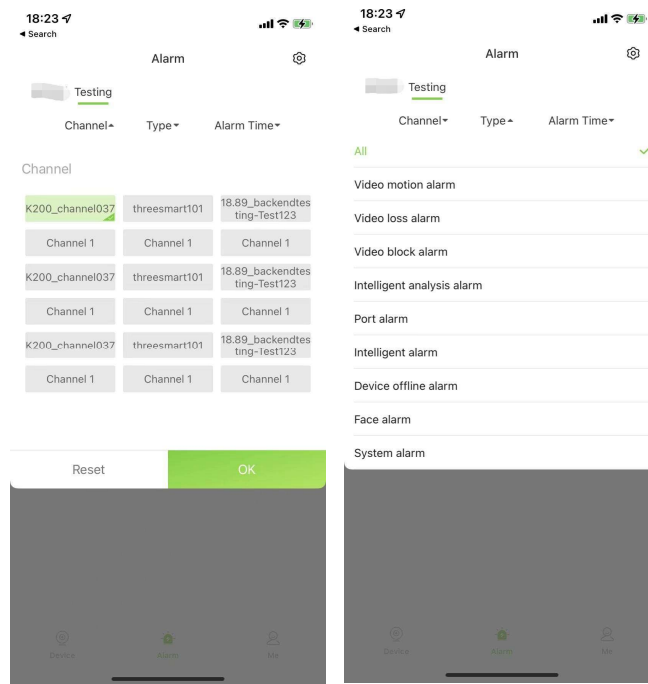 18:23
Search
Alarm
Testing
Channel Type Alarm Time
Channel
K200_channel037 threesmart101 18.89_backendtes
ting-Test123
Channel 1 Channel 1 Channel 1
K200_channel037 threesmart101 18.89_backendtes
ting-Test123
Channel 1 Channel 1 Channel 1
K200_channel037 threesmart101 18.89_backendtes
ting-Test123
Channel 1 Channel 1 Channel 1
Reset OK
Device Alarm Me
18:23
Search
Alarm
Testing
Channel Type Alarm Time
All
Video motion alarm
Video loss alarm
Video block alarm
Intelligent analysis alarm
Port alarm
Intelligent alarm
Device offline alarm
Face alarm
System alarm
Device Alarm Me